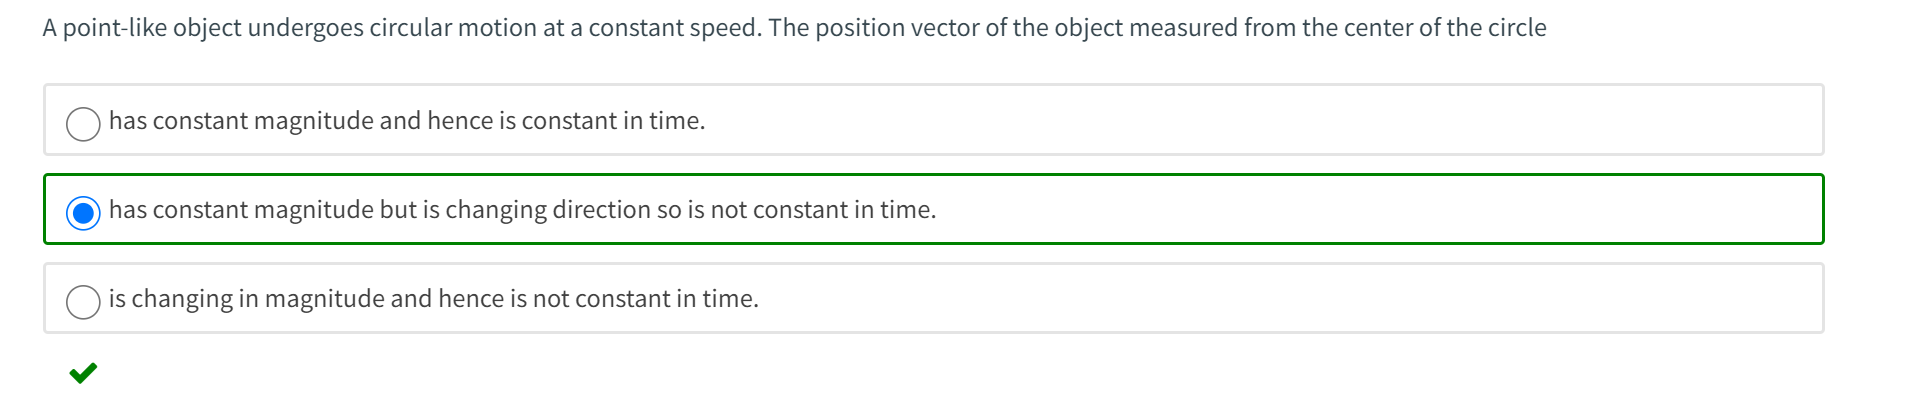 A point-like object undergoes circular motion at a constant speed. The position vector of the object measured from the center of the circle
has constant magnitude and hence is constant in time.
has constant magnitude but is changing direction so is not constant in time.
is changing in magnitude and hence is not constant in time.